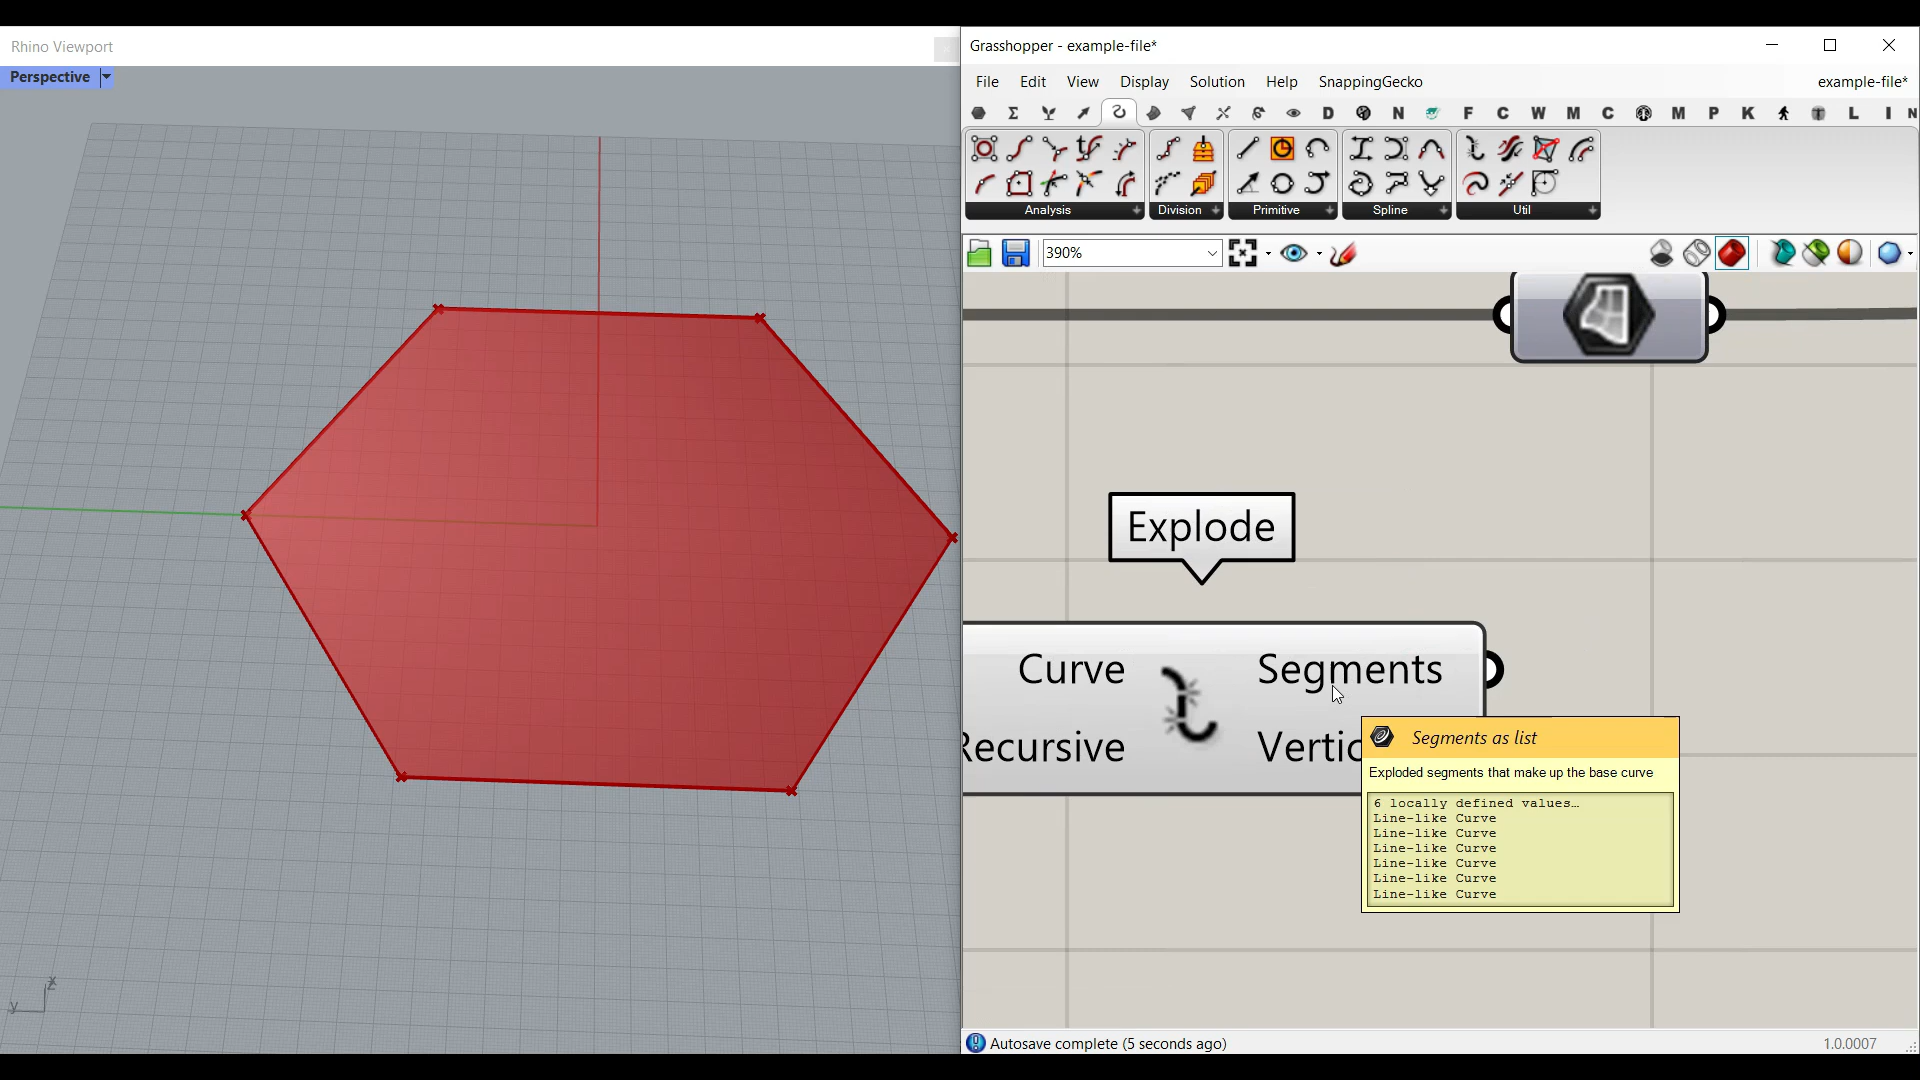 Rhino Viewport
Perspective
Grasshopper - example-file*
File Edit View Display Solution Help SnappingGecko example-file*
D N F C W M C M P K L I N
Analysis Division Primitive Spline Util
390%
Explode
Curve Segments
Recursive Vertic
Segments as list
Exploded segments that make up the base curve
6 locally defined values…
Line-like Curve
Line-like Curve
Line-like Curve
Line-like Curve
Line-like Curve
Line-like Curve
y x
Autosave complete (5 seconds ago) 1.0.0007